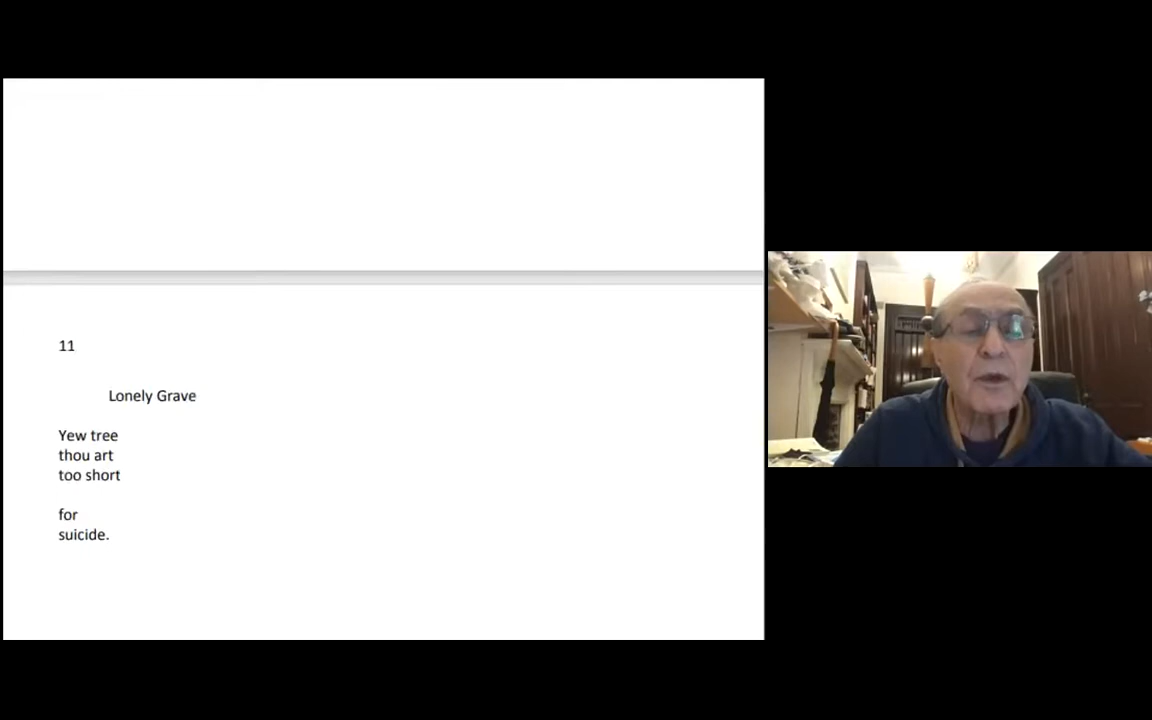 11
Lonely Grave
Yew tree
thou art
too short
for
suicide.